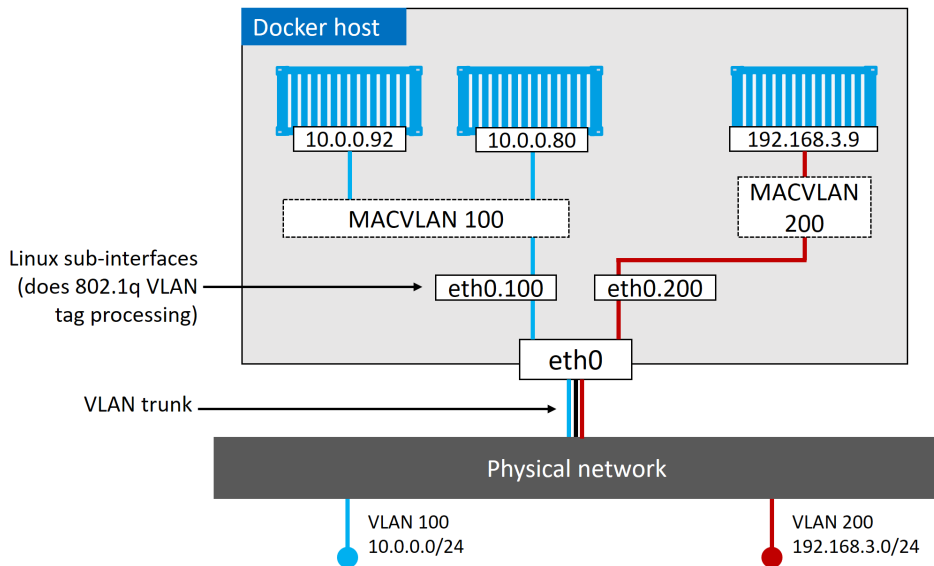 Docker host
10.0.0.92
10.0.0.80
192.168.3.9
MACVLAN 100
MACVLAN
200
Linux sub-interfaces
(does 802.1q VLAN
tag processing)
eth0.100
eth0.200
eth0
VLAN trunk
Physical network
VLAN 100
10.0.0.0/24
VLAN 200
192.168.3.0/24